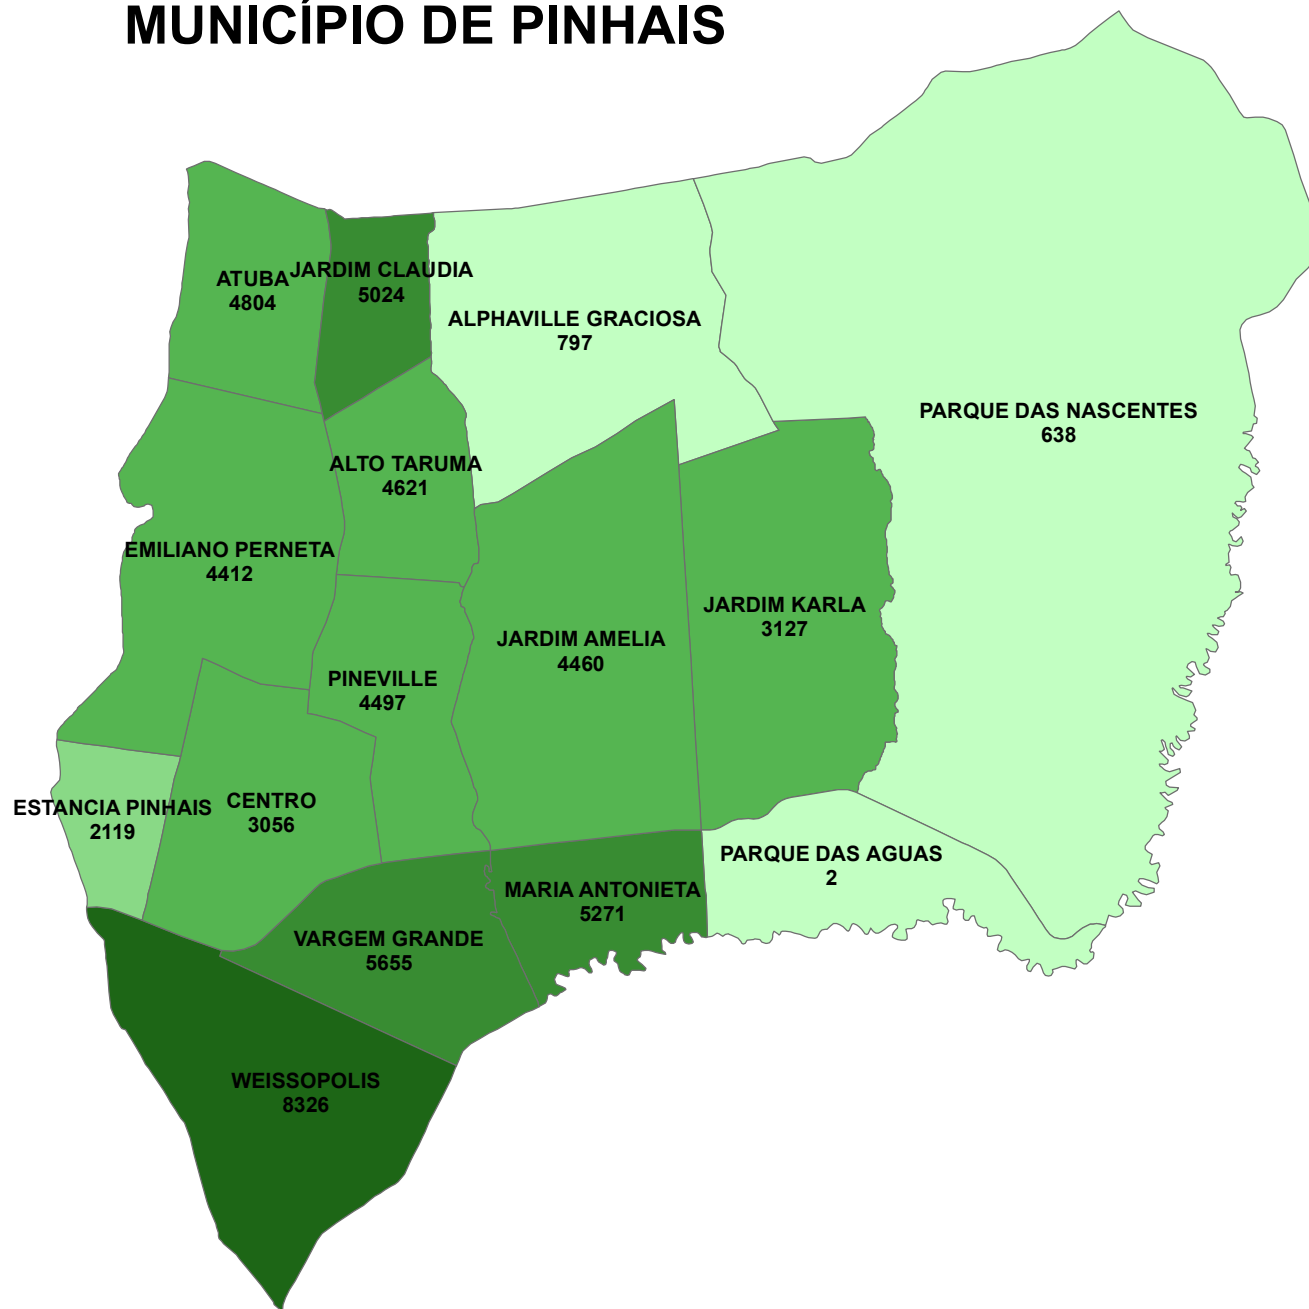 MUNICÍPIO DE PINHAIS
ATUBA
4804
JARDIM CLAUDIA
5024
ALPHAVILLE GRACIOSA
797
PARQUE DAS NASCENTES
638
ALTO TARUMA
4621
EMILIANO PERNETA
4412
JARDIM KARLA
3127
JARDIM AMELIA
4460
PINEVILLE
4497
ESTANCIA PINHAIS
2119
CENTRO
3056
PARQUE DAS AGUAS
2
MARIA ANTONIETA
5271
VARGEM GRANDE
5655
WEISSOPOLIS
8326